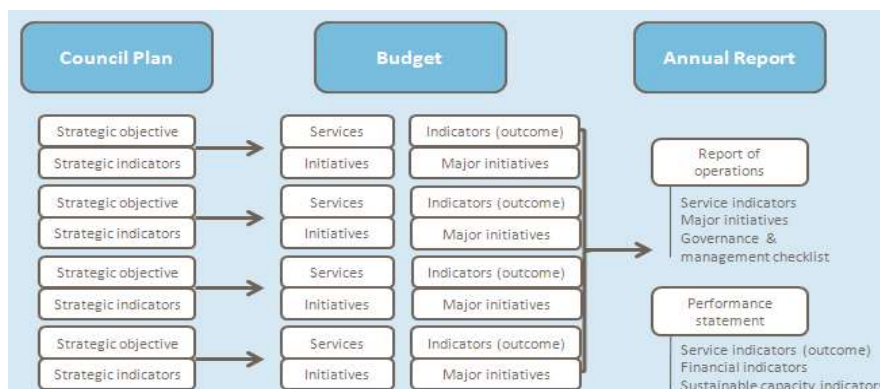 Council Plan
Budget
Annual Report
Strategic objective
Strategic indicators
Services
Initiatives
Indicators (outcome)
Major initiatives
Strategic objective
Strategic indicators
Services
Initiatives
Indicators (outcome)
Major initiatives
Strategic objective
Strategic indicators
Services
Initiatives
Indicators (outcome)
Major initiatives
Strategic objective
Strategic indicators
Services
Initiatives
Indicators (outcome)
Major initiatives
Report of
operations
Service indicators
Major initiatives
Governance &
management checklist
Performance
statement
Service indicators (outcome)
Financial indicators
Sustainable capacity indicator